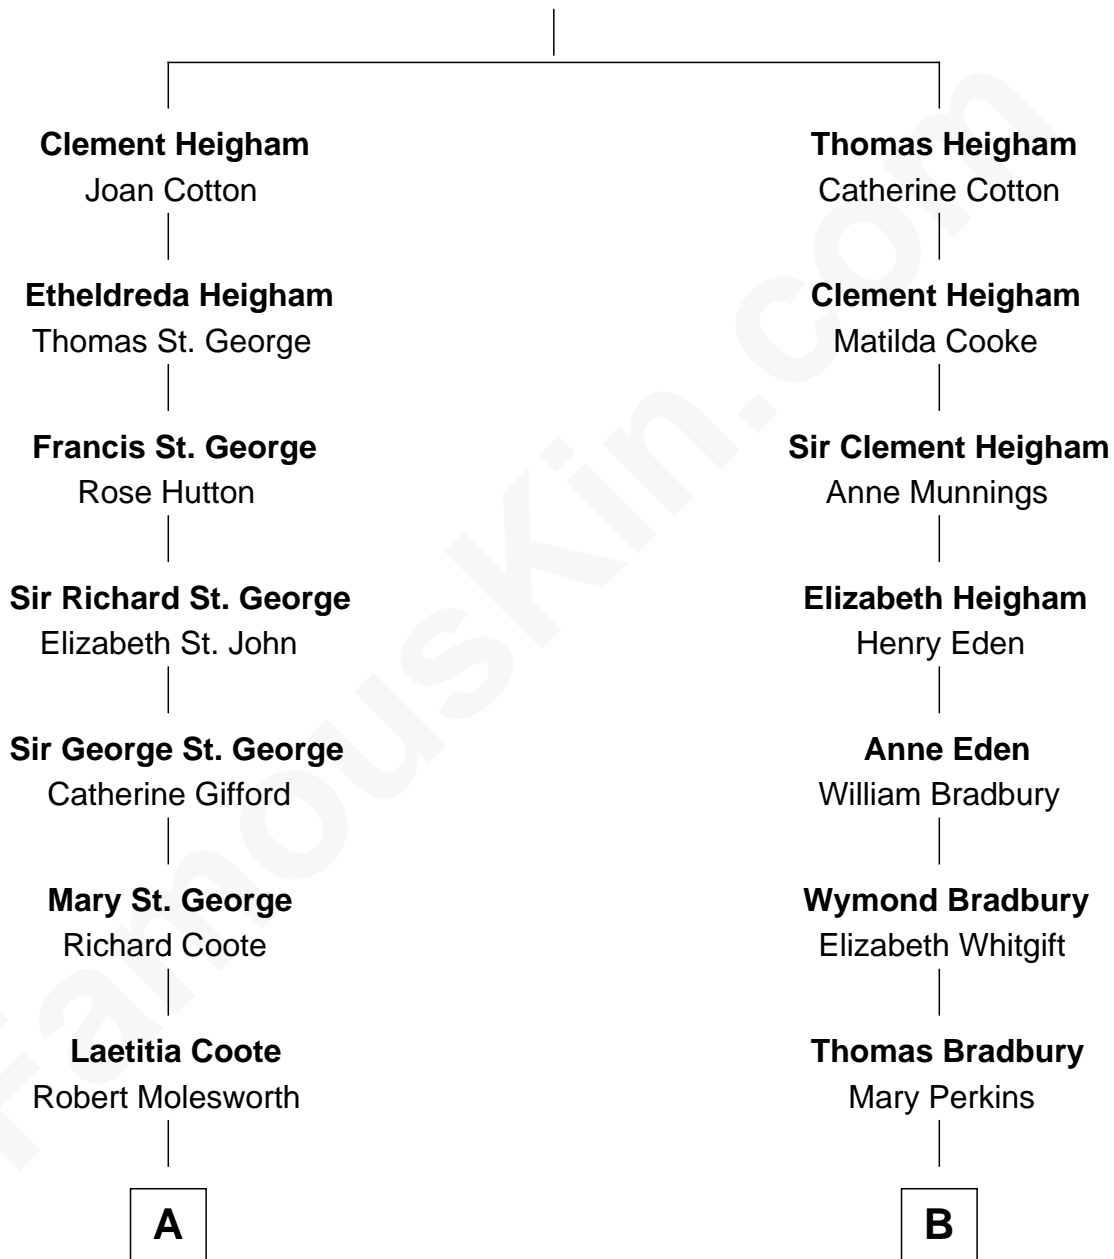 Clement Heigham
Joan Cotton
Etheldreda Heigham
Thomas St. George
Francis St. George
Rose Hutton
Sir Richard St. George
Elizabeth St. John
Sir George St. George
Catherine Gifford
Mary St. George
Richard Coote
Laetitia Coote
Robert Molesworth
A
Thomas Heigham
Catherine Cotton
Clement Heigham
Matilda Cooke
Sir Clement Heigham
Anne Munnings
Elizabeth Heigham
Henry Eden
Anne Eden
William Bradbury
Wymond Bradbury
Elizabeth Whitgift
Thomas Bradbury
Mary Perkins
B
FamousKin.com